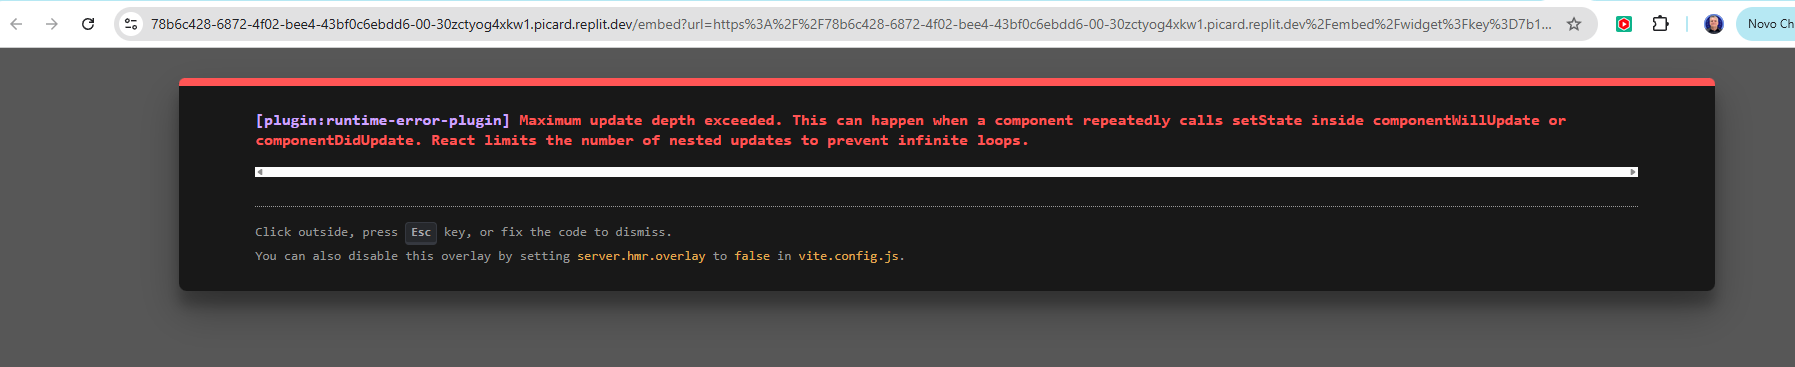 78b6c428-6872-4f02-bee4-43bf0c6ebdd6-00-30zctyog4xkw1.picard.replit.dev/embed?url=https%3A%2F%2F78b6c428-6872-4f02-bee4-43bf0c6ebdd6-00-30zctyog4xkw1.picard.replit.dev%2Fembed%2Fwidget%3Fkey%3D7b1... Novo Ch
[plugin:runtime-error-plugin] Maximum update depth exceeded. This can happen when a component repeatedly calls setState inside componentWillUpdate or
componentDidUpdate. React limits the number of nested updates to prevent infinite loops.
Click outside, press Esc key, or fix the code to dismiss.
You can also disable this overlay by setting server.hmr.overlay to false in vite.config.js.